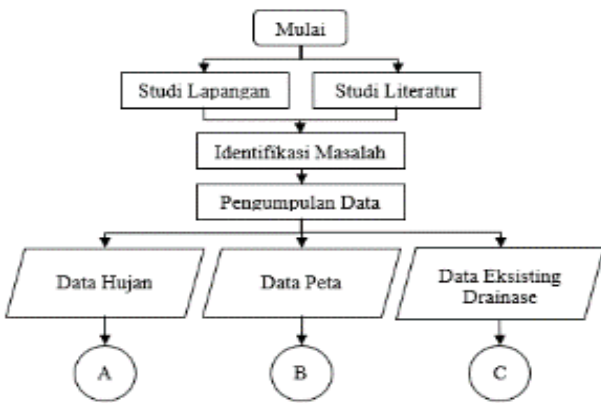 Mulai
Studi Lapangan
Studi Literatur
Identifikasi Masalah
Pengumpulan Data
Data Hujan
Data Peta
Data Eksisting
Drainase
A
B
C